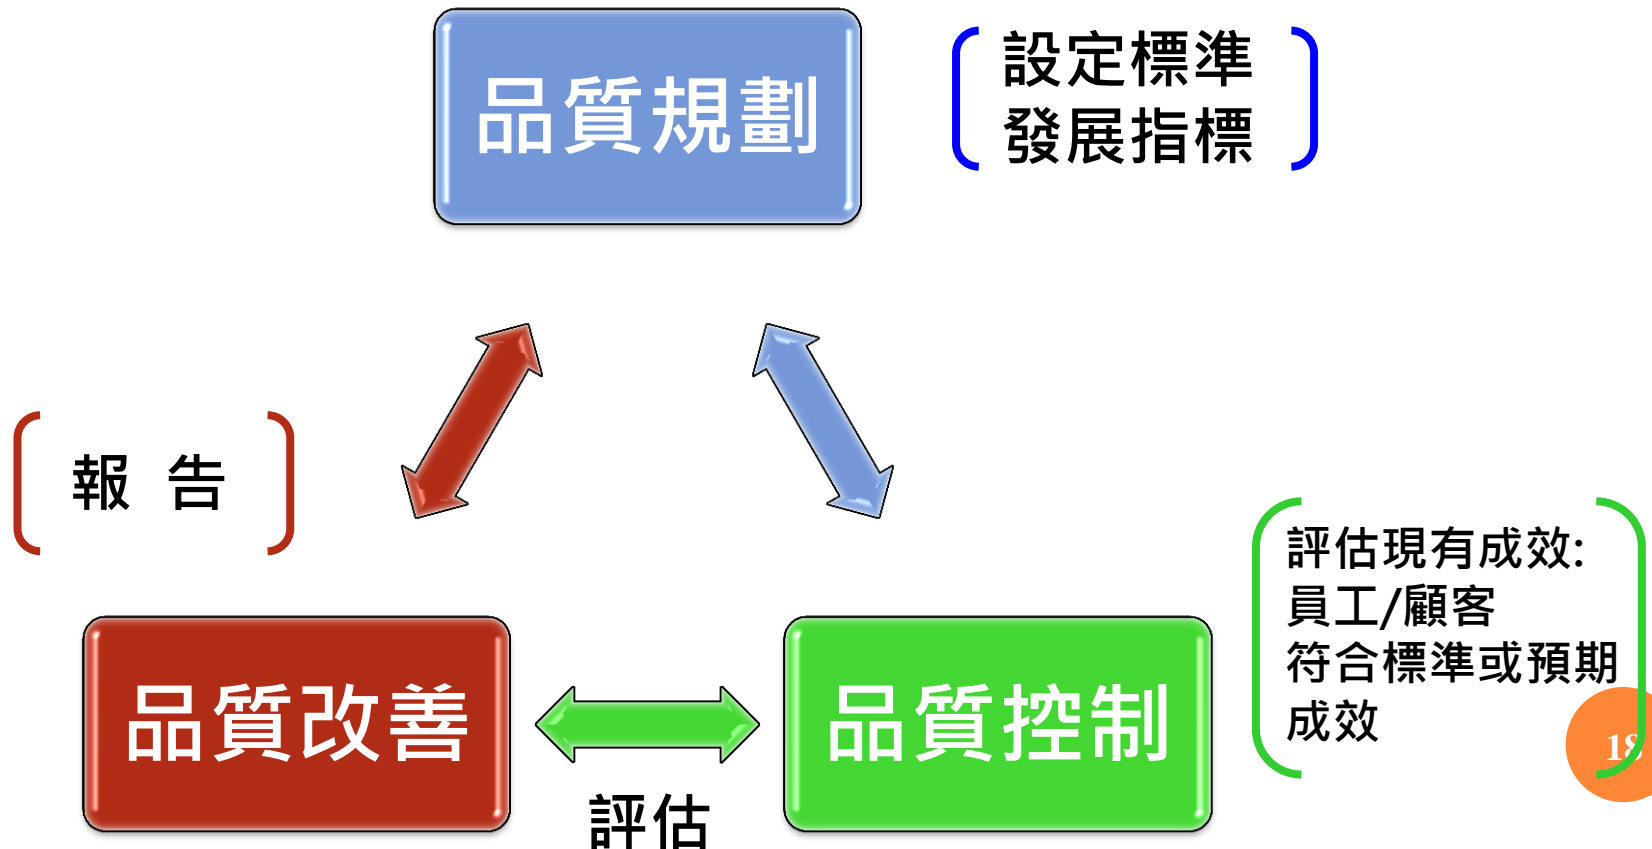 品質規劃
設定標準
發展指標
報 告
評估現有成效:
員工/顧客
符合標準或預期
成效
品質改善
品質控制
評估
18